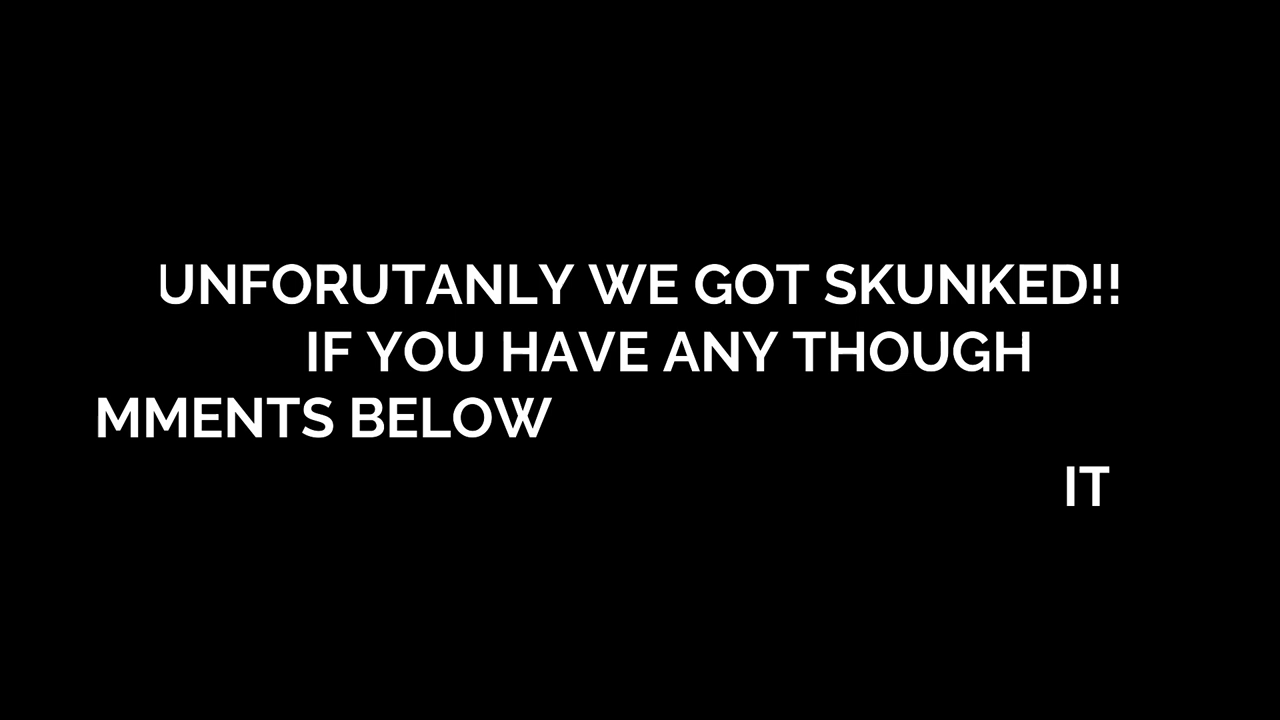 UNFORUTANLY WE GOT SKUNKED!!
IF YOU HAVE ANY THOUGH
MMENTS BELOW
IT